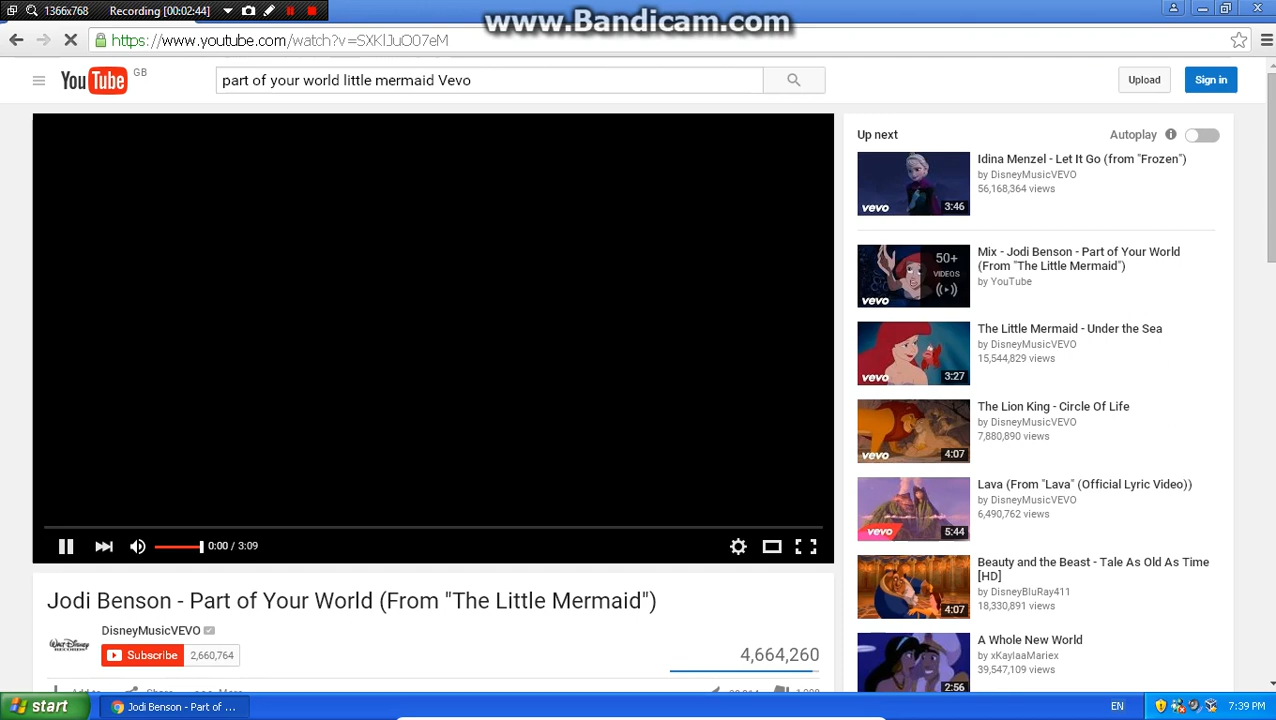 1366x768 Recording [00:02:44]
www.Bandicam.com
https://www.youtube.com/watch?v=SXKlJuO07eM
YouTube GB
part of your world little mermaid Vevo
Upload
Sign in
Up next
Autoplay
Idina Menzel - Let It Go (from "Frozen")
by DisneyMusicVEVO
56,168,364 views
vevo
3:46
Mix - Jodi Benson - Part of Your World
(From "The Little Mermaid")
by YouTube
50+
VIDEOS
vevo
The Little Mermaid - Under the Sea
by DisneyMusicVEVO
15,544,829 views
vevo
3:27
The Lion King - Circle Of Life
by DisneyMusicVEVO
7,880,890 views
vevo
4:07
Lava (From "Lava" (Official Lyric Video))
by DisneyMusicVEVO
6,490,762 views
vevo
5:44
Beauty and the Beast - Tale As Old As Time
[HD]
by DisneyBluRay411
18,330,891 views
4:07
A Whole New World
by xKaylaaMariex
39,547,109 views
2:56
0:00 / 3:09
Jodi Benson - Part of Your World (From "The Little Mermaid")
DisneyMusicVEVO
Subscribe 2,660,764
4,664,260
start
Jodi Benson - Part of ...
EN
7:39 PM